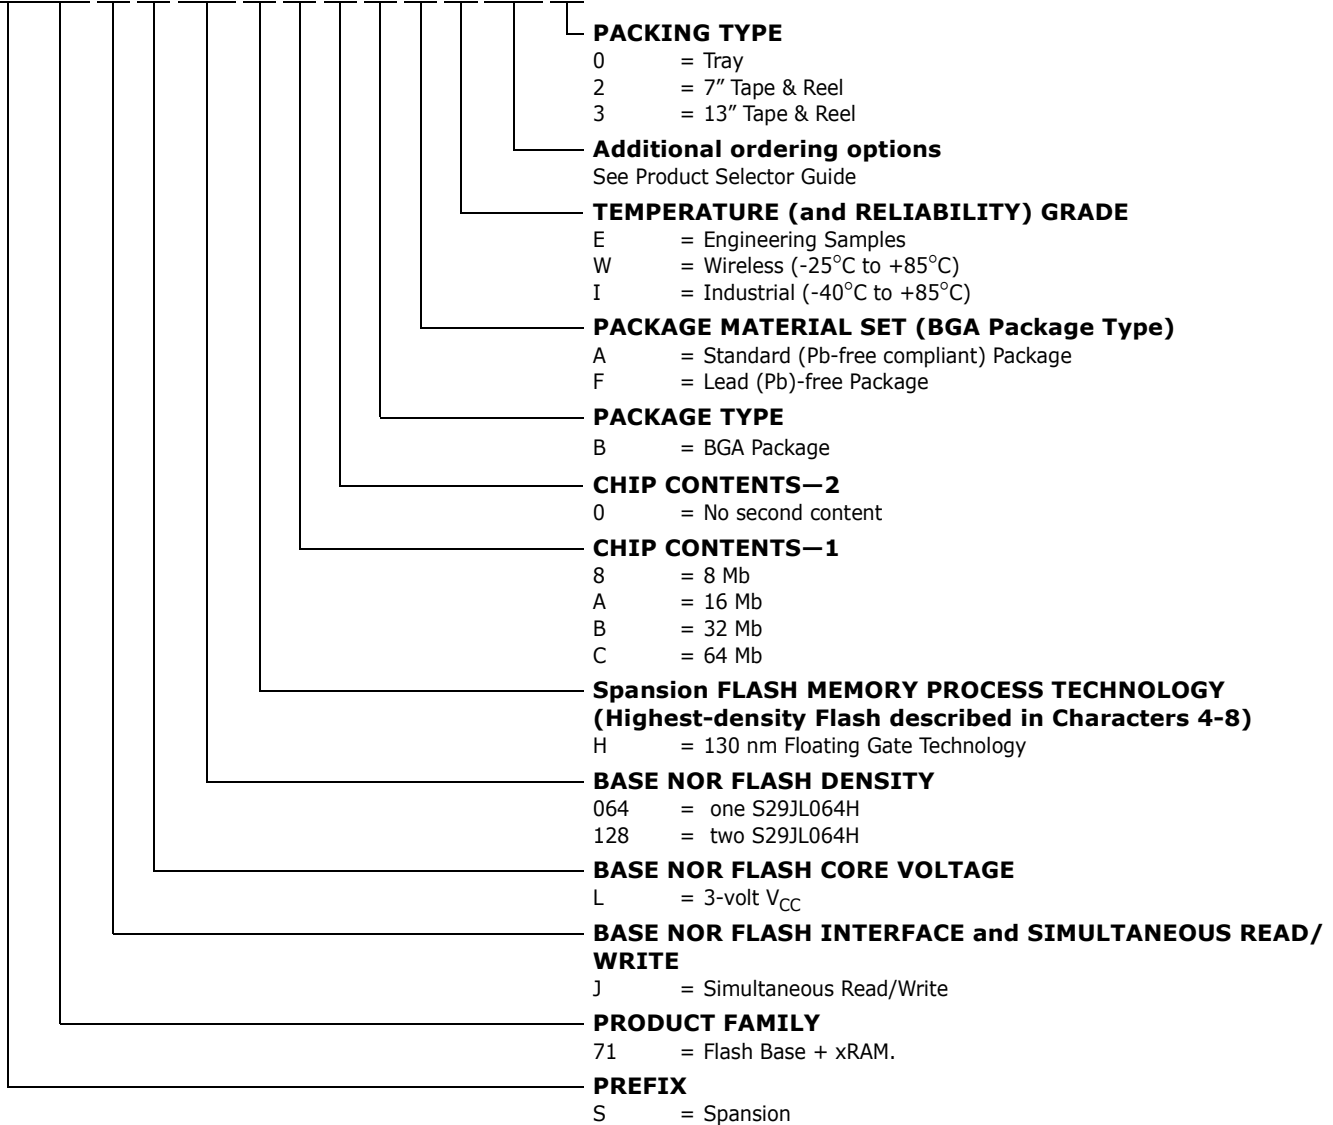 PACKING TYPE
0 = Tray
2 = 7″ Tape & Reel
3 = 13″ Tape & Reel
Additional ordering options
See Product Selector Guide
TEMPERATURE (and RELIABILITY) GRADE
E = Engineering Samples
W = Wireless (-25°C to +85°C)
I = Industrial (-40°C to +85°C)
PACKAGE MATERIAL SET (BGA Package Type)
A = Standard (Pb-free compliant) Package
F = Lead (Pb)-free Package
PACKAGE TYPE
B = BGA Package
CHIP CONTENTS—2
0 = No second content
CHIP CONTENTS—1
8 = 8 Mb
A = 16 Mb
B = 32 Mb
C = 64 Mb
Spansion FLASH MEMORY PROCESS TECHNOLOGY
(Highest-density Flash described in Characters 4-8)
H = 130 nm Floating Gate Technology
BASE NOR FLASH DENSITY
064 = one S29JL064H
128 = two S29JL064H
BASE NOR FLASH CORE VOLTAGE
L = 3-volt VCC
BASE NOR FLASH INTERFACE and SIMULTANEOUS READ/
WRITE
J = Simultaneous Read/Write
PRODUCT FAMILY
71 = Flash Base + xRAM.
PREFIX
S = Spansion